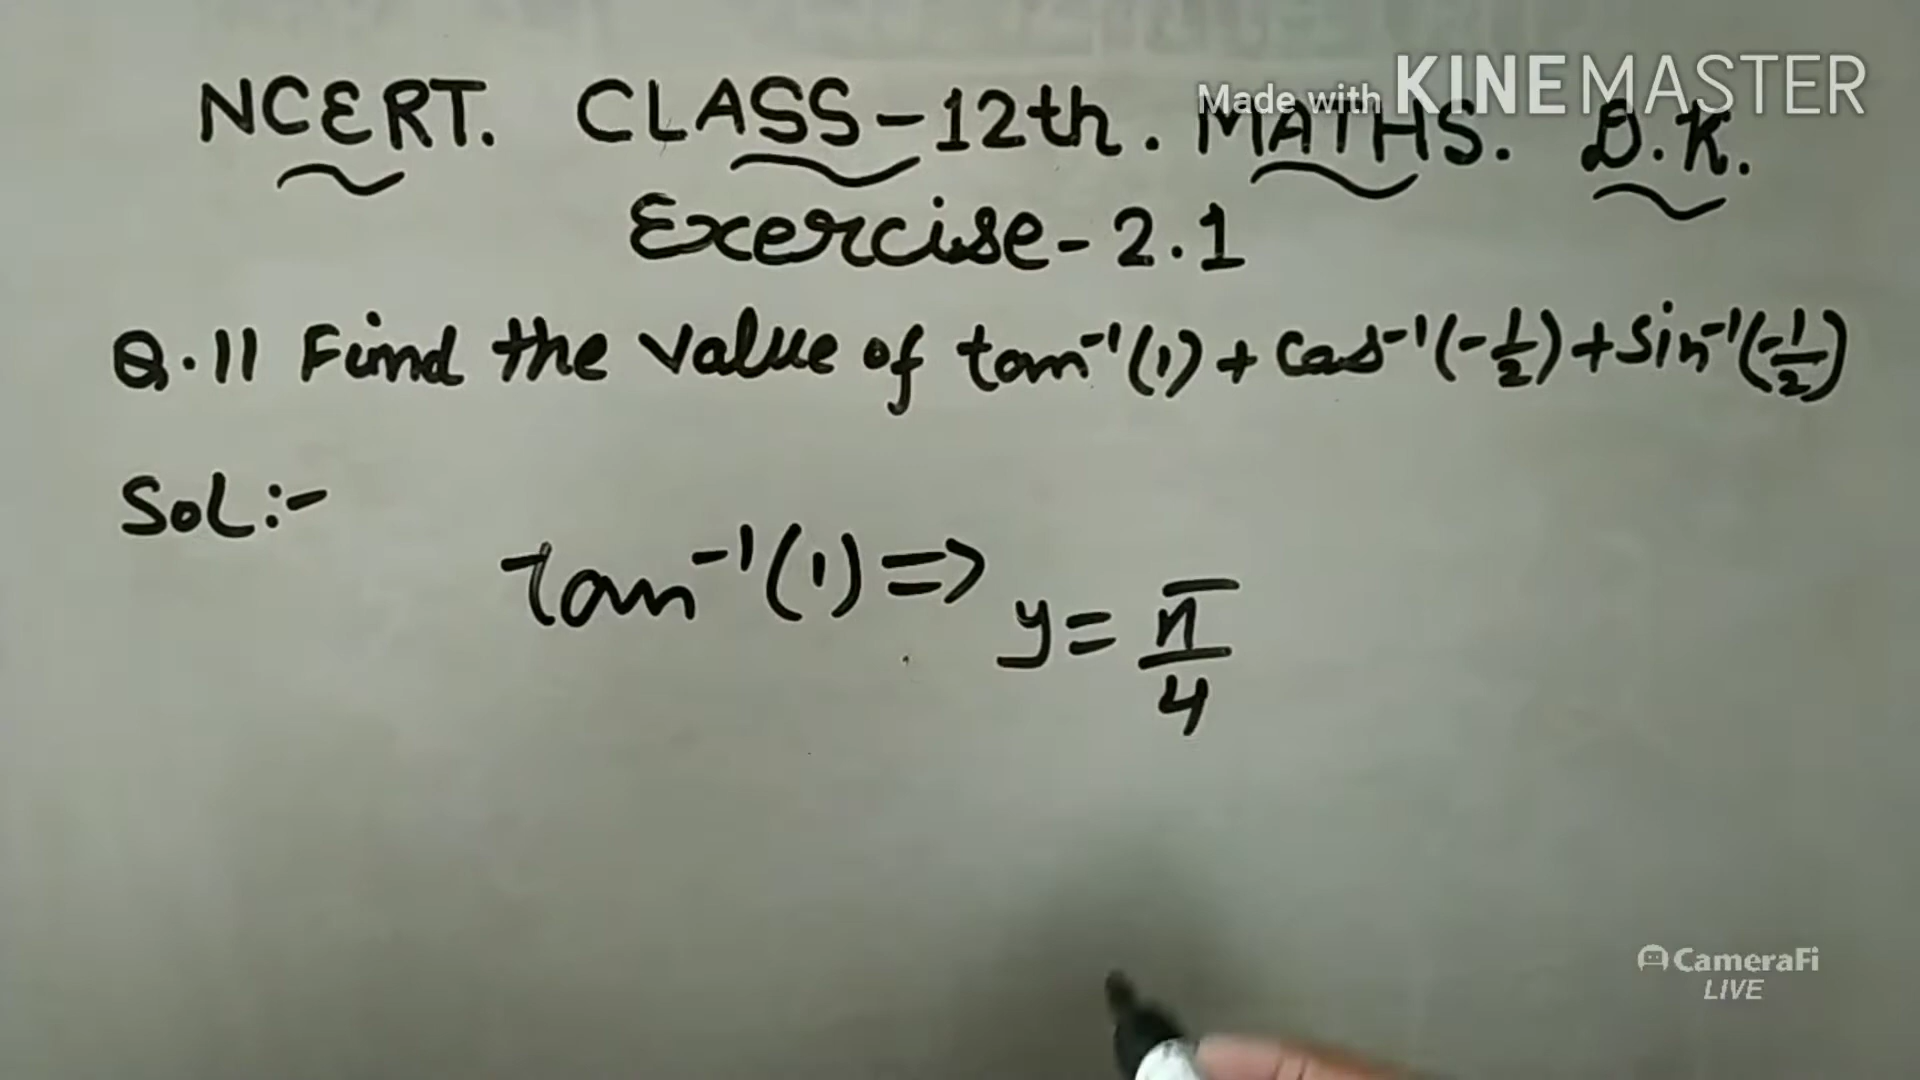 Made with KINEMASTER
NCERT. CLASS-12th. MATHS. D.K.
Exercise-2.1
Q.11 Find the value of tan⁻¹(1)+cos⁻¹(-1/2)+sin⁻¹(-1/2)
Sol:-
tan⁻¹(1)=> y=π/4
CameraFi
LIVE